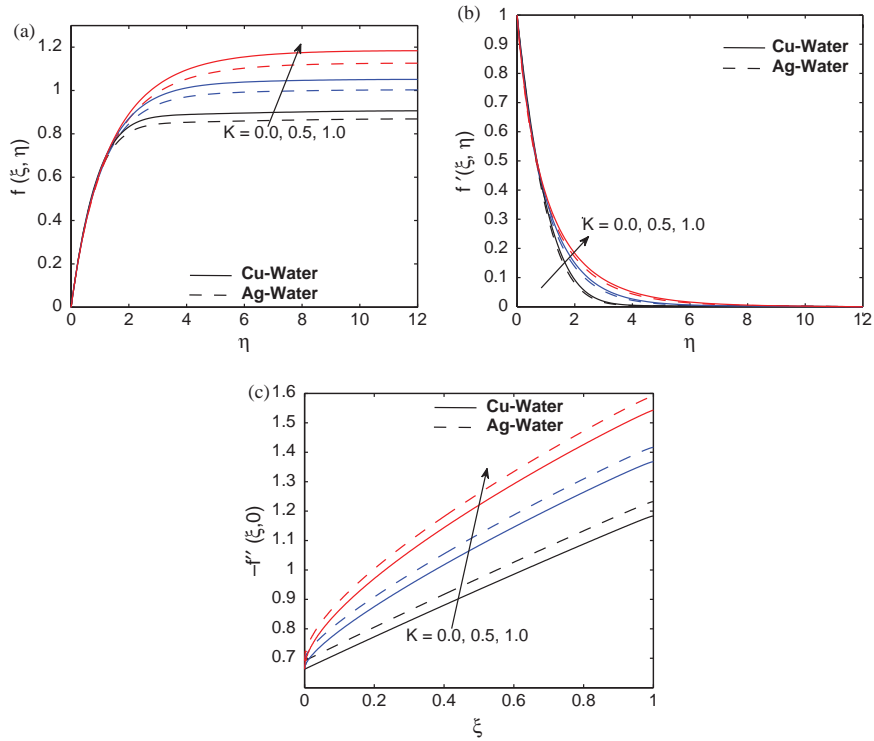 (a)
1.2
1
0.8
0.6
0.4
0.2
0
f (ξ, η)
K = 0.0, 0.5, 1.0
Cu-Water
Ag-Water
0 2 4 6 8 10 12
η
(b)
1
0.9
0.8
0.7
0.6
0.5
0.4
0.3
0.2
0.1
0
f ′(ξ, η)
Cu-Water
Ag-Water
K = 0.0, 0.5, 1.0
0 2 4 6 8 10 12
η
(c)
1.6
1.5
1.4
1.3
1.2
1.1
1
0.9
0.8
0.7
–f″ (ξ,0)
Cu-Water
Ag-Water
K = 0.0, 0.5, 1.0
0 0.2 0.4 0.6 0.8 1
ξ